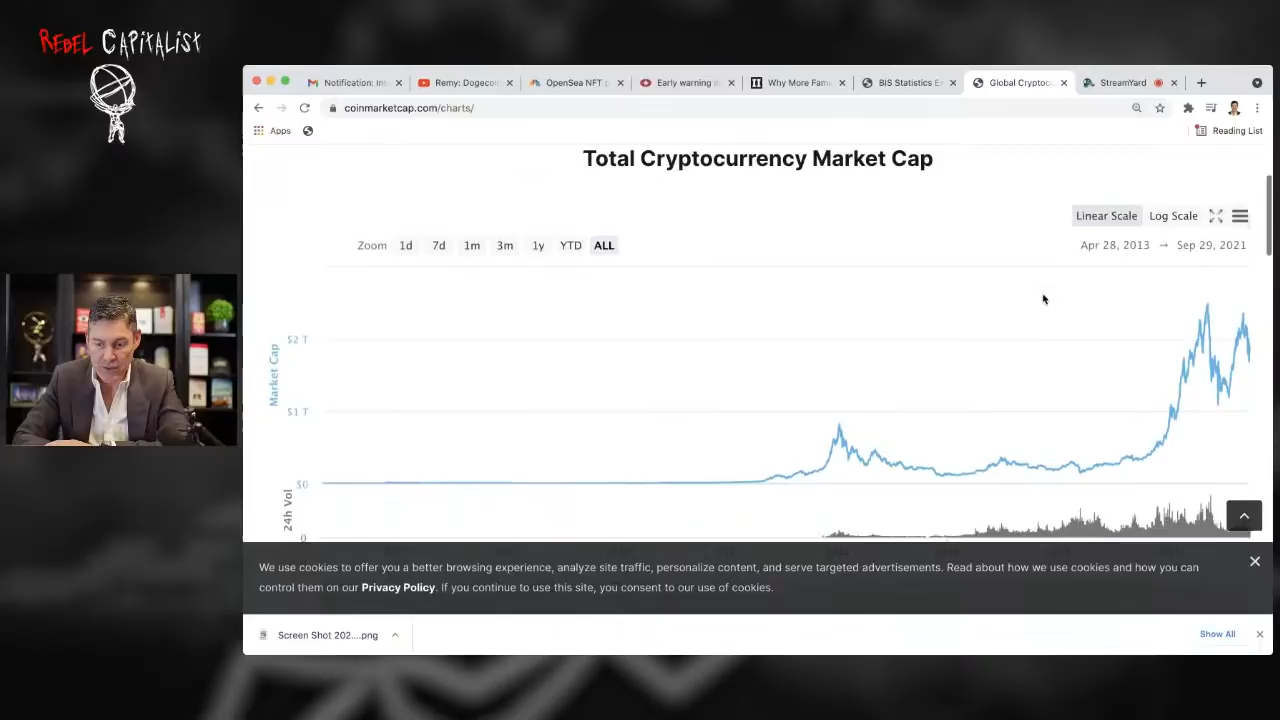 REBEL CAPITALIST
Notification: Int
Remy: Dogecoi
OpenSea NFT p
Early warning
Why More Fami
BIS Statistics E
Global Cryptoc
StreamYard
coinmarketcap.com/charts/
Apps
Reading List
Total Cryptocurrency Market Cap
Linear Scale
Log Scale
Zoom 1d 7d 1m 3m 1y YTD ALL
Apr 28, 2013 → Sep 29, 2021
$2 T
Market Cap
$1 T
$0
24h Vol
0
We use cookies to offer you a better browsing experience, analyze site traffic, personalize content, and serve targeted advertisements. Read about how we use cookies and how you can
control them on our Privacy Policy. If you continue to use this site, you consent to our use of cookies.
Screen Shot 202....png
Show All